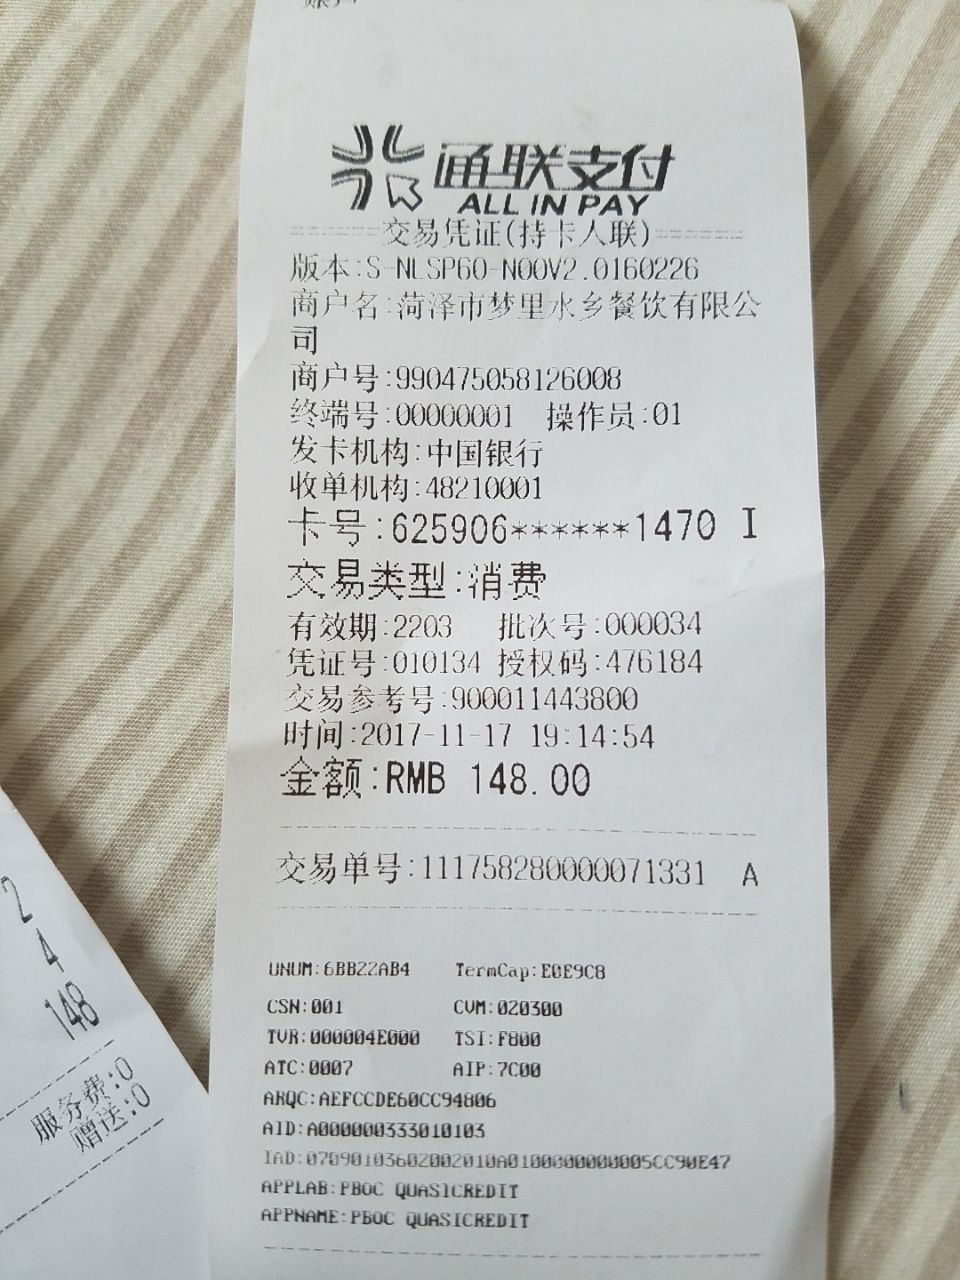 通联支付
ALL IN PAY
======交易凭证(持卡人联)======
版本:S-NLSP60-N00V2.0160226
商户名:菏泽市梦里水乡餐饮有限公
司
商户号:990475058126008
终端号:00000001 操作员:01
发卡机构:中国银行
收单机构:48210001
卡号:625906******1470 I
交易类型:消费
有效期:2203 批次号:000034
凭证号:010134 授权码:476184
交易参考号:900011443800
时间:2017-11-17 19:14:54
金额:RMB 148.00
交易单号:111758280000071331 A
UNUM:6BB22AB4 TermCap:E0E9C8
CSN:001 CVM:020300
TVR:000004E000 TSI:F800
ATC:0007 AIP:7C00
ARQC:AEFCCDE60CC94806
AID:A000000333010103
APPLAB:PBOC QUASICREDIT
APPNAME:PBOC QUASICREDIT
2
4
148
服务费:0
赠送:0